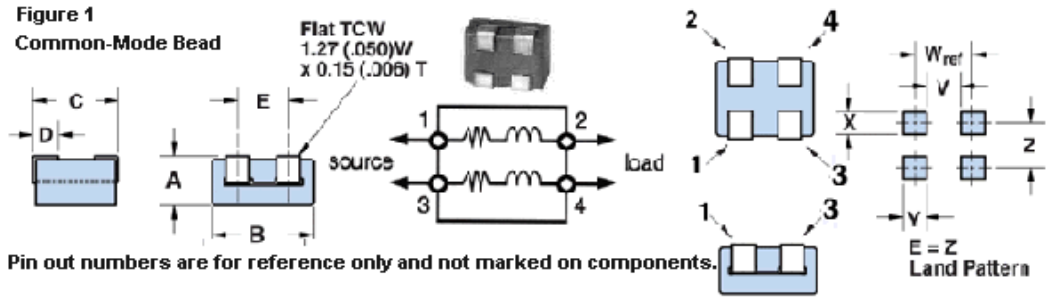 Figure 1
Common-Mode Bead
Flat TCW
1.27 (.050)W
x 0.15 (.006) T
C
D
E
A
B
1
2
source
load
3
4
2
4
1
3
1
3
W ref
V
X
Z
Y
E = Z
Land Pattern
Pin out numbers are for reference only and not marked on components.